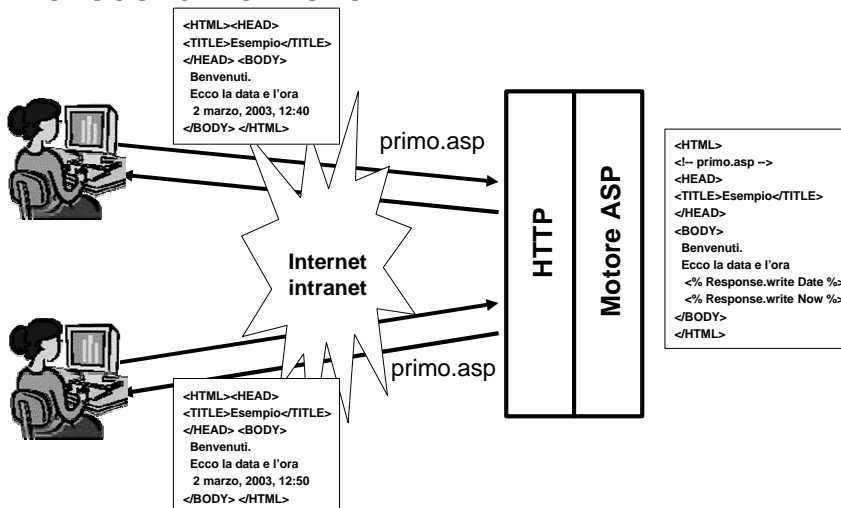 <HTML><HEAD>
<TITLE>Esempio</TITLE>
</HEAD> <BODY>
Benvenuti.
Ecco la data e l'ora
2 marzo, 2003, 12:40
</BODY> </HTML>
primo.asp
Internet
intranet
HTTP
Motore ASP
<HTML>
<!-- primo.asp -->
<HEAD>
<TITLE>Esempio</TITLE>
</HEAD>
<BODY>
Benvenuti.
Ecco la data e l'ora
<% Response.write Date %>
<% Response.write Now %>
</BODY>
</HTML>
primo.asp
<HTML><HEAD>
<TITLE>Esempio</TITLE>
</HEAD> <BODY>
Benvenuti.
Ecco la data e l'ora
2 marzo, 2003, 12:50
</BODY> </HTML>